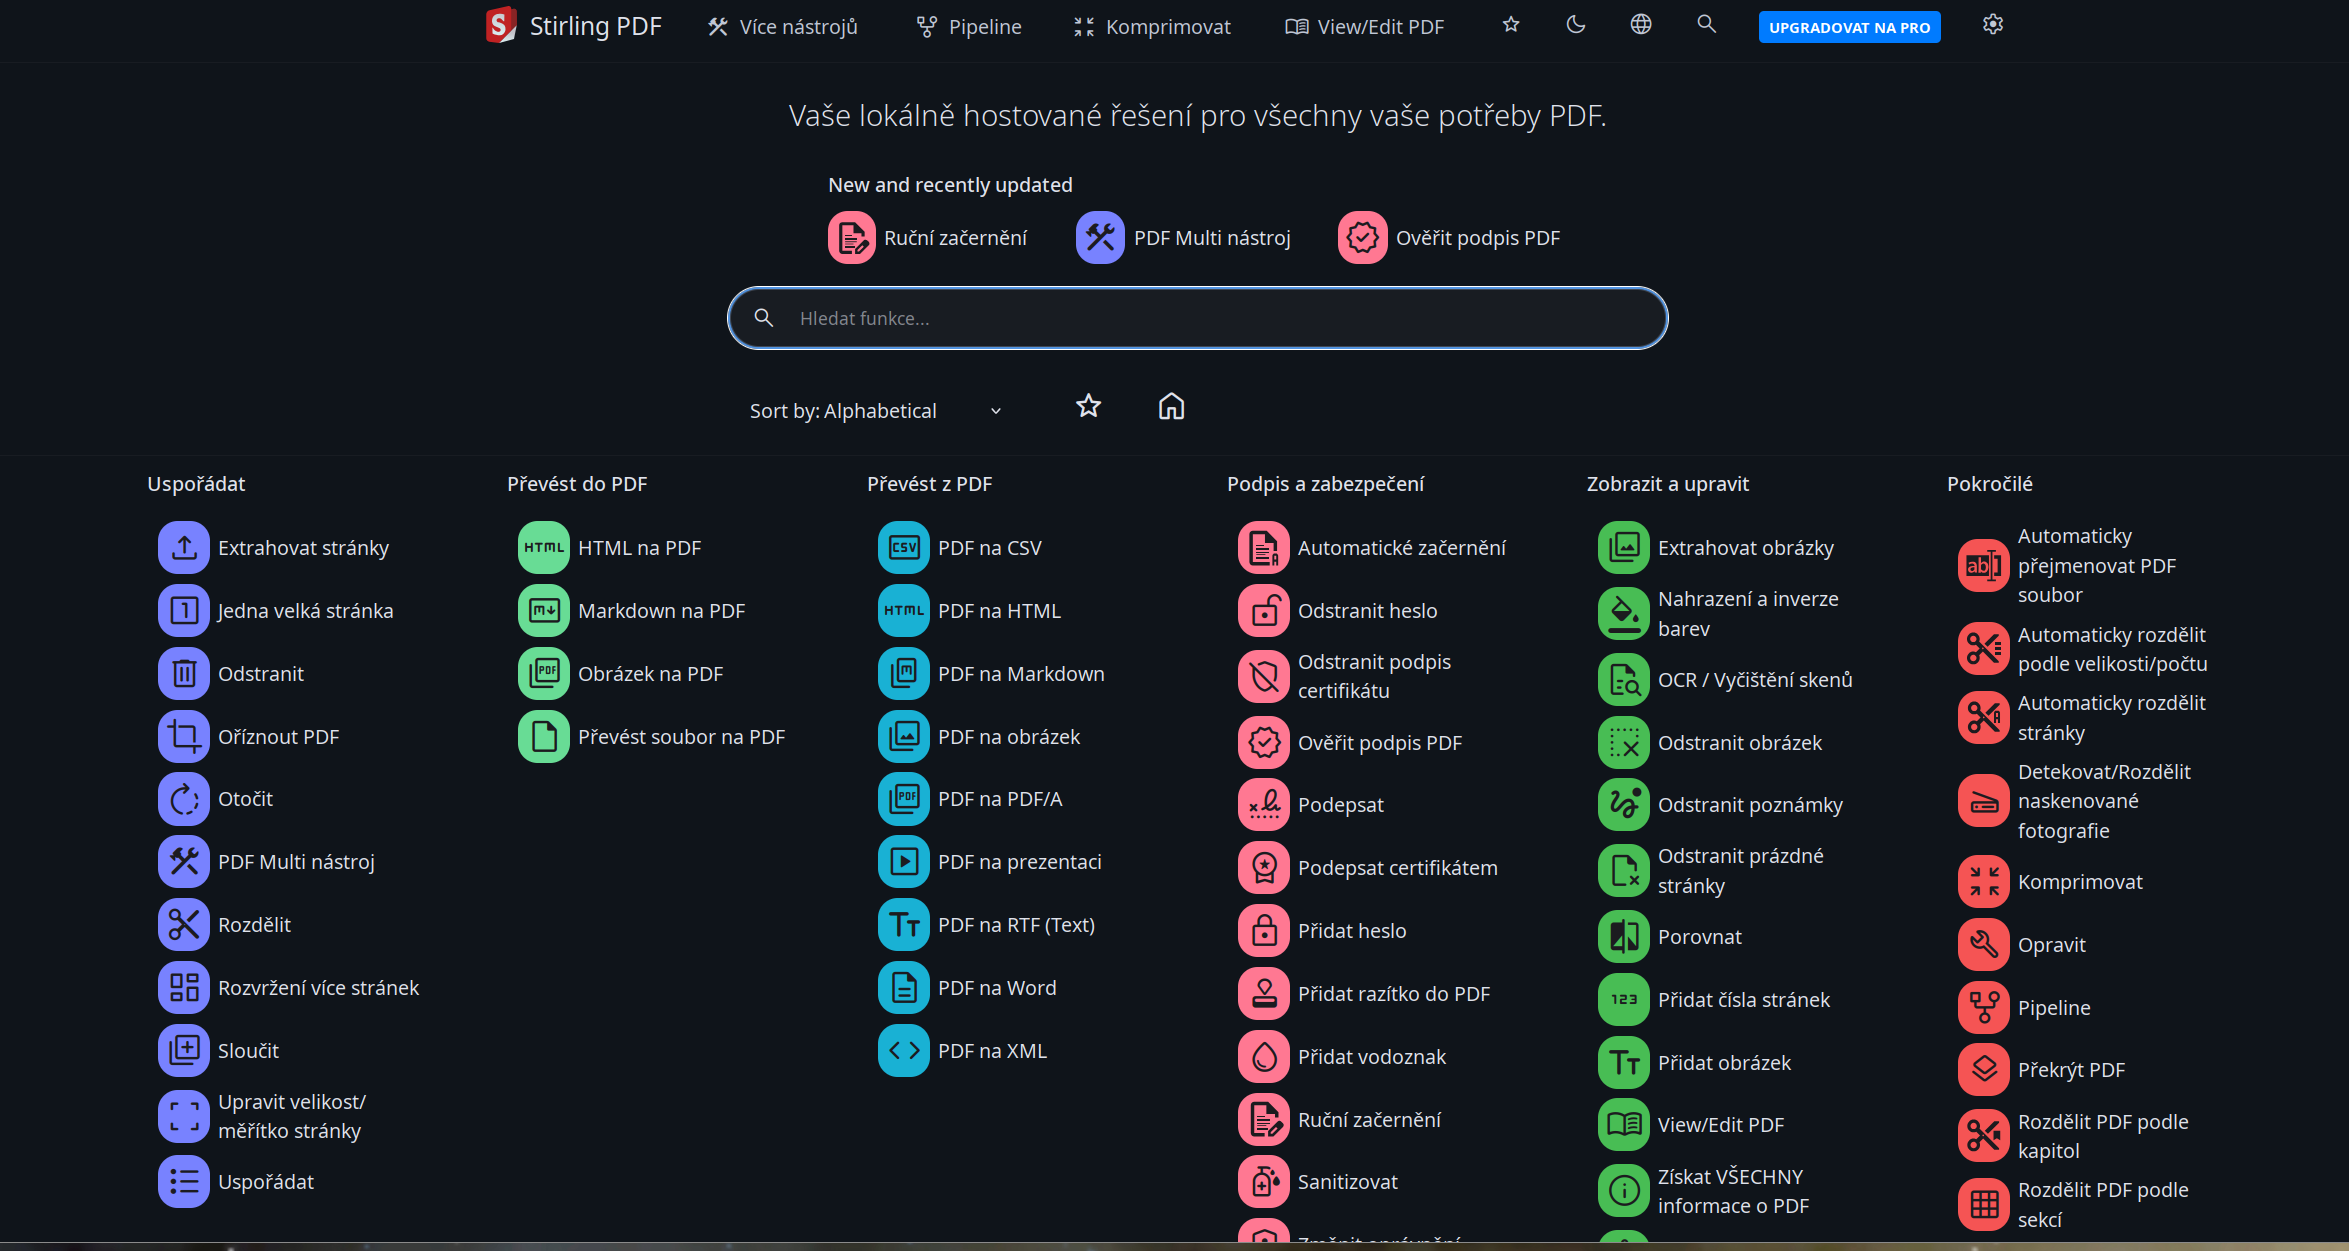 Stirling PDF
Více nástrojů
Pipeline
Komprimovat
View/Edit PDF
UPGRADOVAT NA PRO
Vaše lokálně hostované řešení pro všechny vaše potřeby PDF.
New and recently updated
Ruční začernění
PDF Multi nástroj
Ověřit podpis PDF
Hledat funkce...
Sort by: Alphabetical
Uspořádat
Extrahovat stránky
Jedna velká stránka
Odstranit
Oříznout PDF
Otočit
PDF Multi nástroj
Rozdělit
Rozvržení více stránek
Sloučit
Upravit velikost/
měřítko stránky
Uspořádat
Převést do PDF
HTML
HTML na PDF
Markdown na PDF
PDF
Obrázek na PDF
Převést soubor na PDF
Převést z PDF
CSV
PDF na CSV
HTML
PDF na HTML
PDF na Markdown
PDF na obrázek
PDF
PDF na PDF/A
PDF na prezentaci
PDF na RTF (Text)
PDF na Word
PDF na XML
Podpis a zabezpečení
Automatické začernění
Odstranit heslo
Odstranit podpis
certifikátu
Ověřit podpis PDF
Podepsat
Podepsat certifikátem
Přidat heslo
Přidat razítko do PDF
Přidat vodoznak
Ruční začernění
Sanitizovat
Změnit oprávnění
Zobrazit a upravit
Extrahovat obrázky
Nahrazení a inverze
barev
OCR / Vyčištění skenů
Odstranit obrázek
Odstranit poznámky
Odstranit prázdné
stránky
Porovnat
123
Přidat čísla stránek
Přidat obrázek
View/Edit PDF
Získat VŠECHNY
informace o PDF
Pokročilé
Automaticky
přejmenovat PDF
soubor
Automaticky rozdělit
podle velikosti/počtu
Automaticky rozdělit
stránky
Detekovat/Rozdělit
naskenované
fotografie
Komprimovat
Opravit
Pipeline
Překrýt PDF
Rozdělit PDF podle
kapitol
Rozdělit PDF podle
sekcí